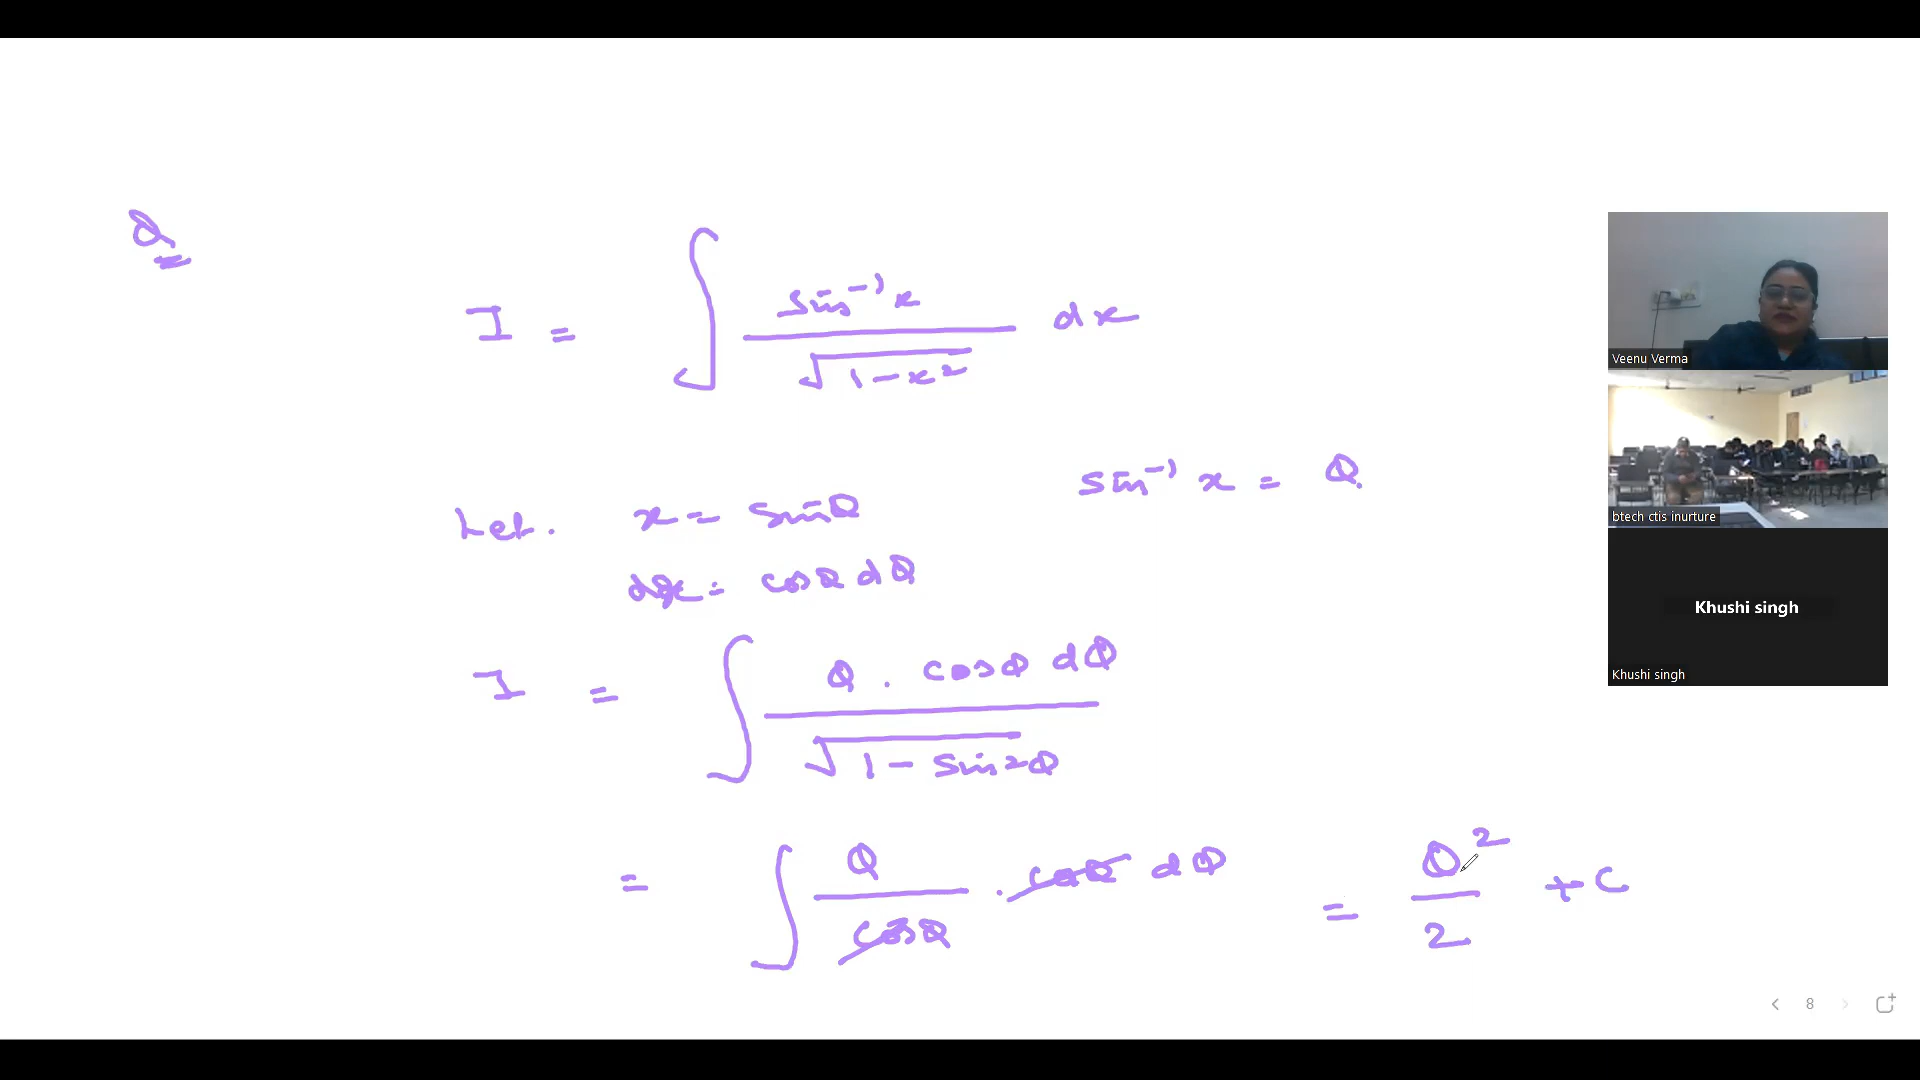 Q
I = ∫ sin⁻¹x / √1-x² dx
sin⁻¹ x = θ.
Let. x = sinθ
dx = cosθ dθ
I = ∫ θ . cosθ dθ / √1 - sin²θ
= ∫ θ / cosθ . cosθ dθ = θ² / 2 + c
Veenu Verma
btech ctis inurture
Khushi singh
Khushi singh
8